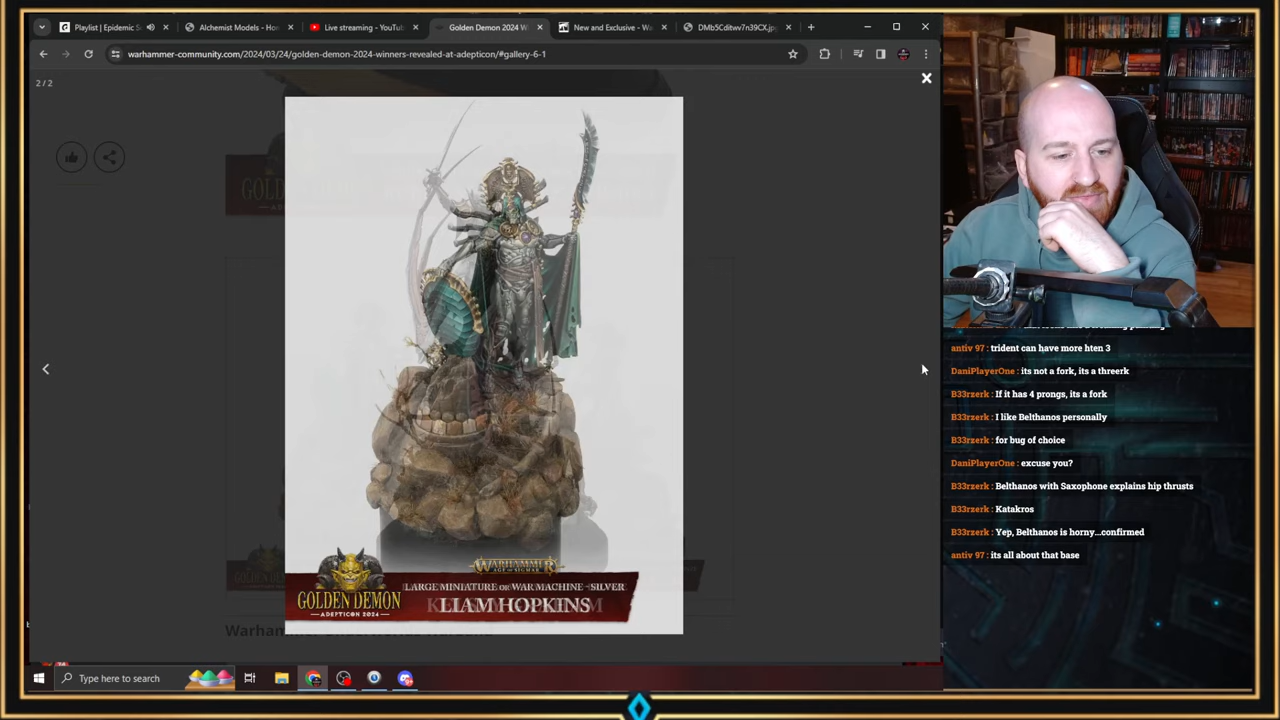 Playlist | Epidemic S
Alchemist Models - Ho
Live streaming - YouTu
Golden Demon 2024 W
New and Exclusive - Wa
DMb5Cditwv7n39CX.jp
warhammer-community.com/2024/03/24/golden-demon-2024-winners-revealed-at-adepticon/#gallery-6-1
2 / 2
WARHAMMER
AGE OF SIGMAR
LARGE MINIATURE OR WAR MACHINE - SILVER
GOLDEN DEMON
LIAM HOPKINS
- ADEPTICON 2024 -
antiv 97 : trident can have more hten 3
DaniPlayerOne : its not a fork, its a threerk
B33rzerk : If it has 4 prongs, its a fork
B33rzerk : I like Belthanos personally
B33rzerk : for bug of choice
DaniPlayerOne : excuse you?
B33rzerk : Belthanos with Saxophone explains hip thrusts
B33rzerk : Katakros
B33rzerk : Yep, Belthanos is horny...confirmed
antiv 97 : its all about that base
Type here to search